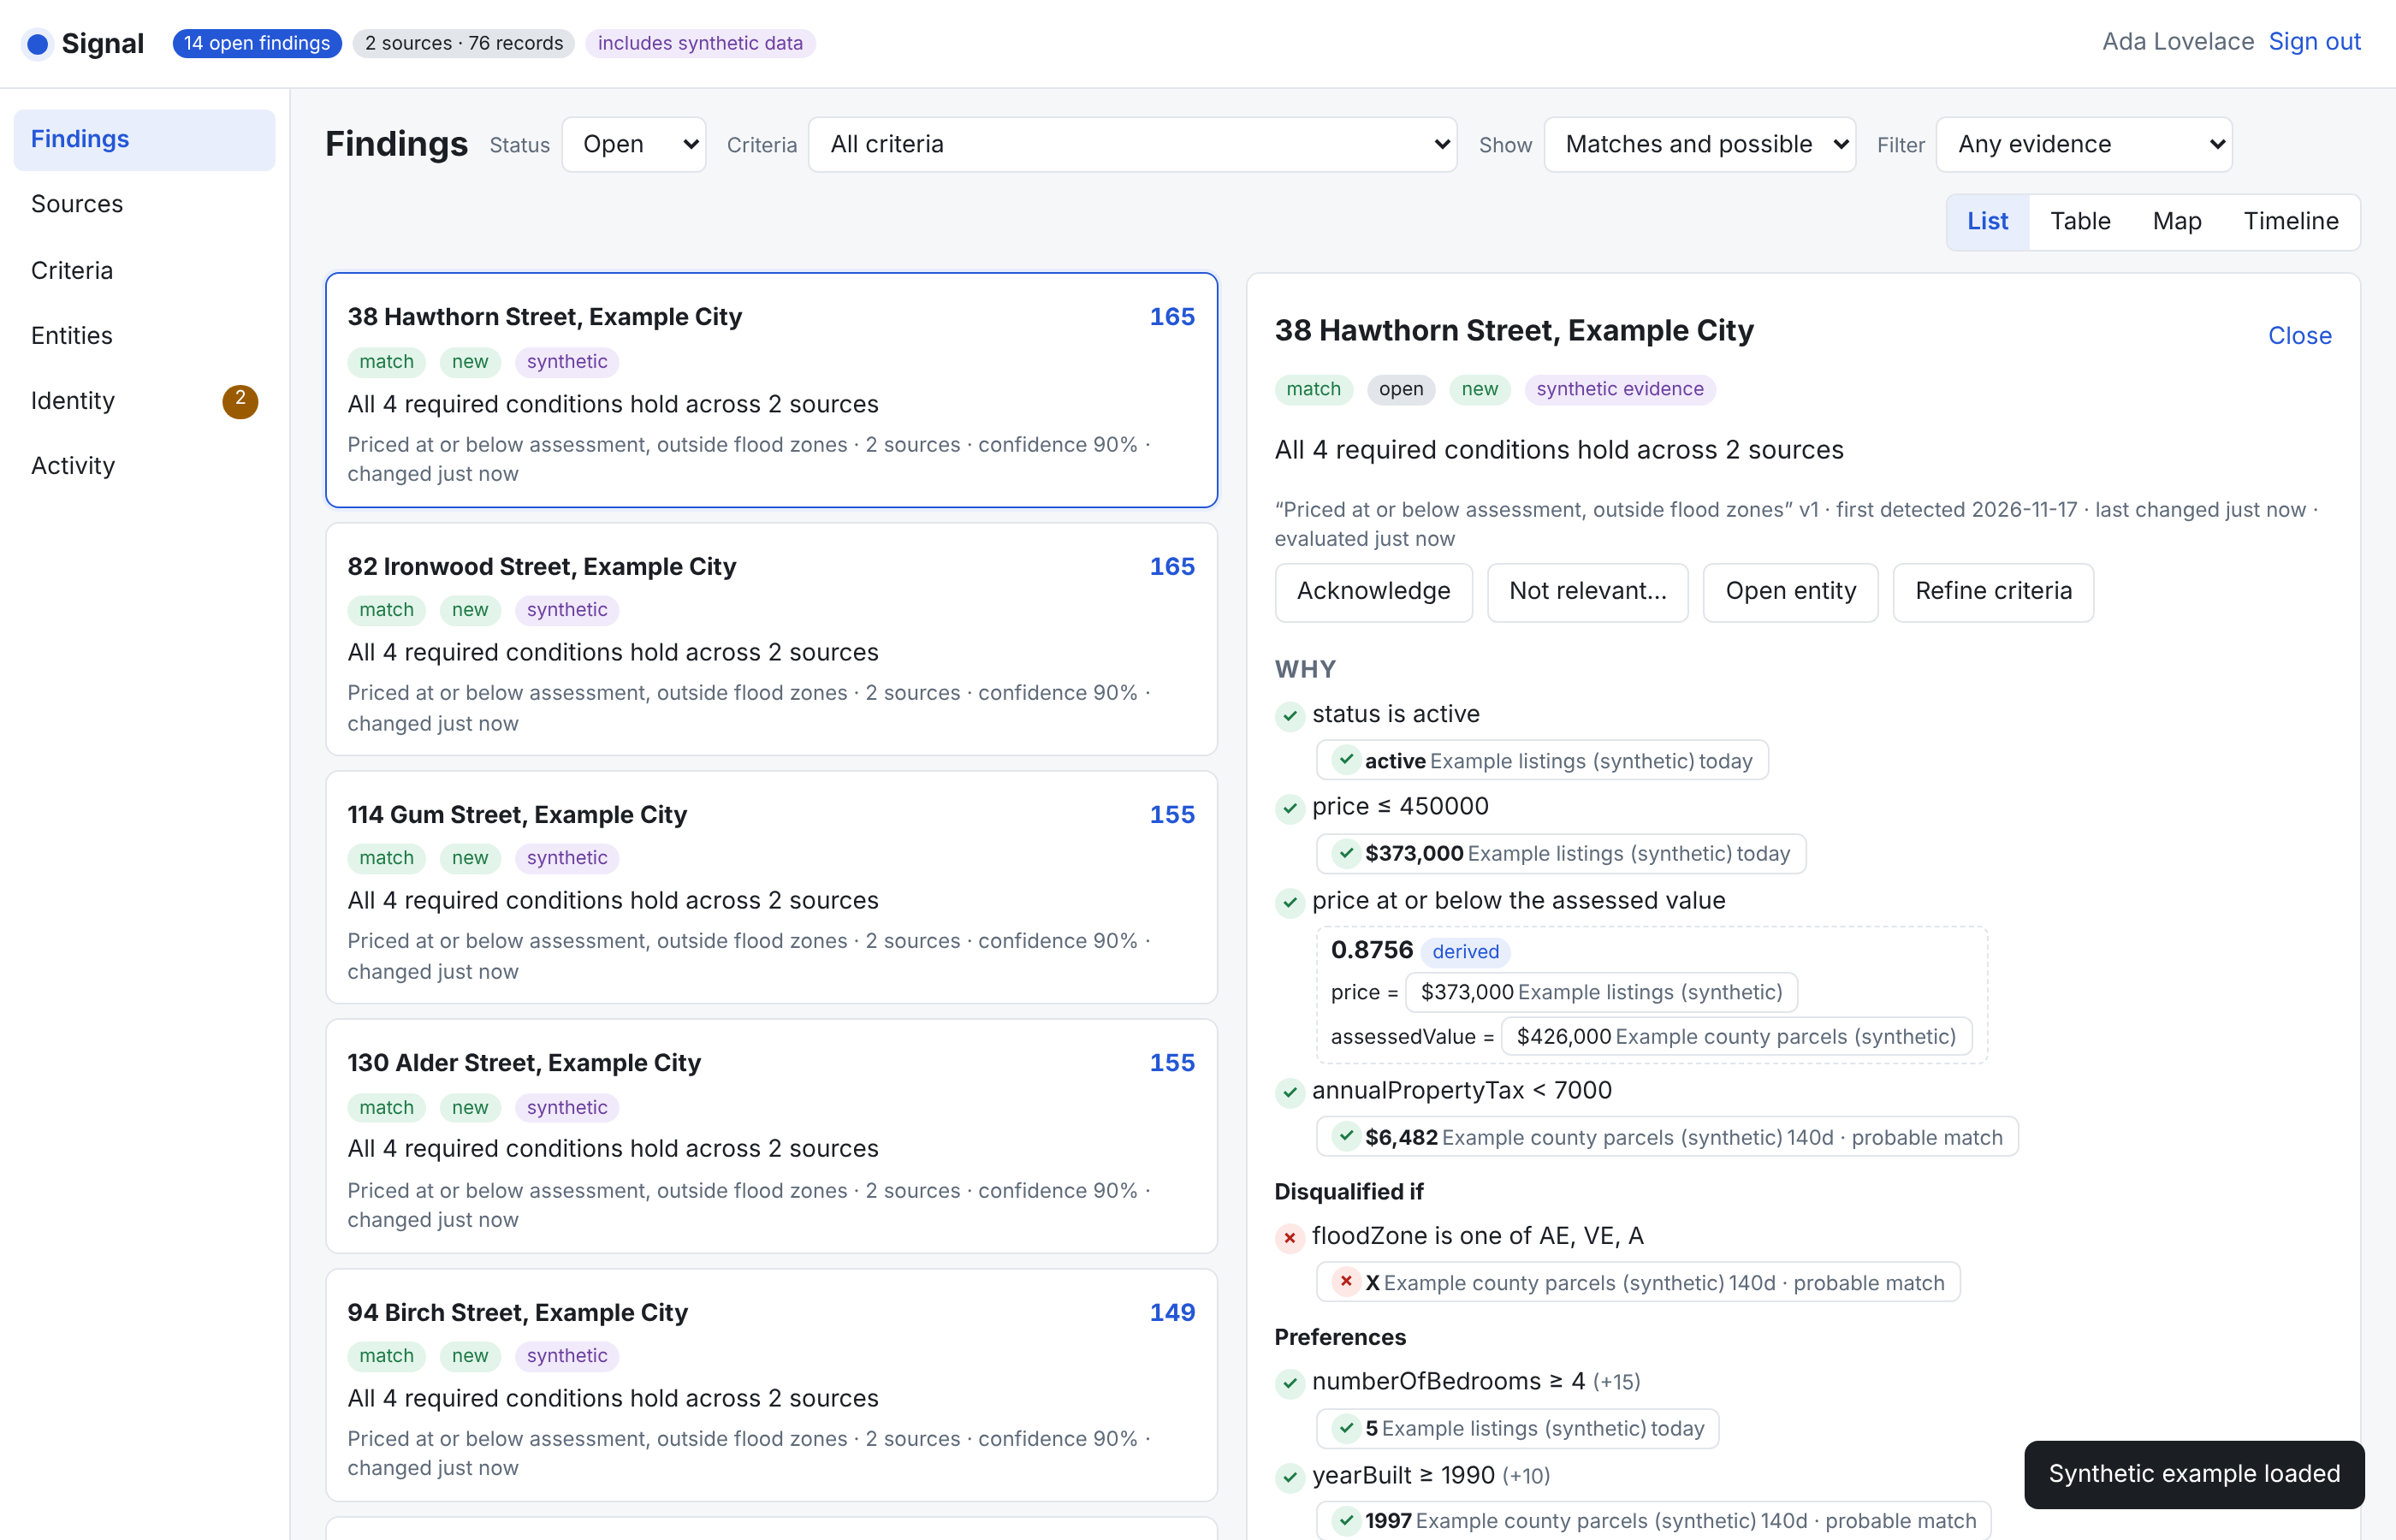 Signal
14 open findings
2 sources · 76 records
includes synthetic data
Ada Lovelace
Sign out
Findings
Sources
Criteria
Entities
Identity
2
Activity
Findings
Status
Open
Criteria
All criteria
Show
Matches and possible
Filter
Any evidence
List
Table
Map
Timeline
38 Hawthorn Street, Example City
165
match
new
synthetic
All 4 required conditions hold across 2 sources
Priced at or below assessment, outside flood zones · 2 sources · confidence 90% ·
changed just now
82 Ironwood Street, Example City
165
match
new
synthetic
All 4 required conditions hold across 2 sources
Priced at or below assessment, outside flood zones · 2 sources · confidence 90% ·
changed just now
114 Gum Street, Example City
155
match
new
synthetic
All 4 required conditions hold across 2 sources
Priced at or below assessment, outside flood zones · 2 sources · confidence 90% ·
changed just now
130 Alder Street, Example City
155
match
new
synthetic
All 4 required conditions hold across 2 sources
Priced at or below assessment, outside flood zones · 2 sources · confidence 90% ·
changed just now
94 Birch Street, Example City
149
match
new
synthetic
All 4 required conditions hold across 2 sources
Priced at or below assessment, outside flood zones · 2 sources · confidence 90% ·
changed just now
38 Hawthorn Street, Example City
Close
match
open
new
synthetic evidence
All 4 required conditions hold across 2 sources
“Priced at or below assessment, outside flood zones” v1 · first detected 2026-11-17 · last changed just now ·
evaluated just now
Acknowledge
Not relevant...
Open entity
Refine criteria
WHY
status is active
active Example listings (synthetic) today
price ≤ 450000
$373,000 Example listings (synthetic) today
price at or below the assessed value
0.8756 derived
price = $373,000 Example listings (synthetic)
assessedValue = $426,000 Example county parcels (synthetic)
annualPropertyTax < 7000
$6,482 Example county parcels (synthetic) 140d · probable match
Disqualified if
floodZone is one of AE, VE, A
X Example county parcels (synthetic) 140d · probable match
Preferences
numberOfBedrooms ≥ 4 (+15)
5 Example listings (synthetic) today
yearBuilt ≥ 1990 (+10)
1997 Example county parcels (synthetic) 140d · probable match
Synthetic example loaded